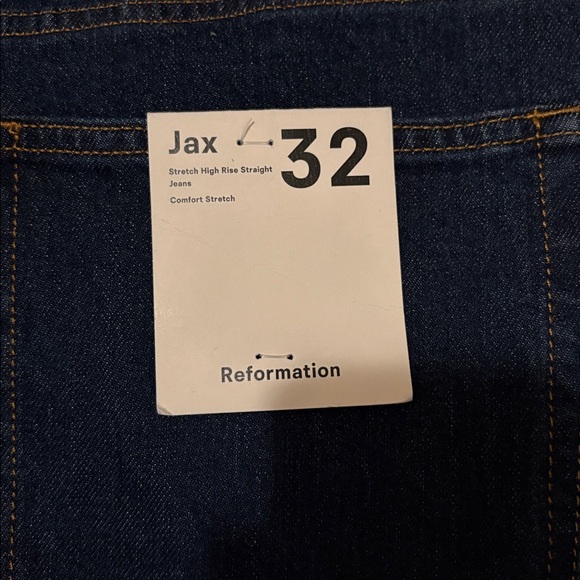 Jax 32
Stretch High Rise Straight
Jeans
Comfort Stretch
Reformation